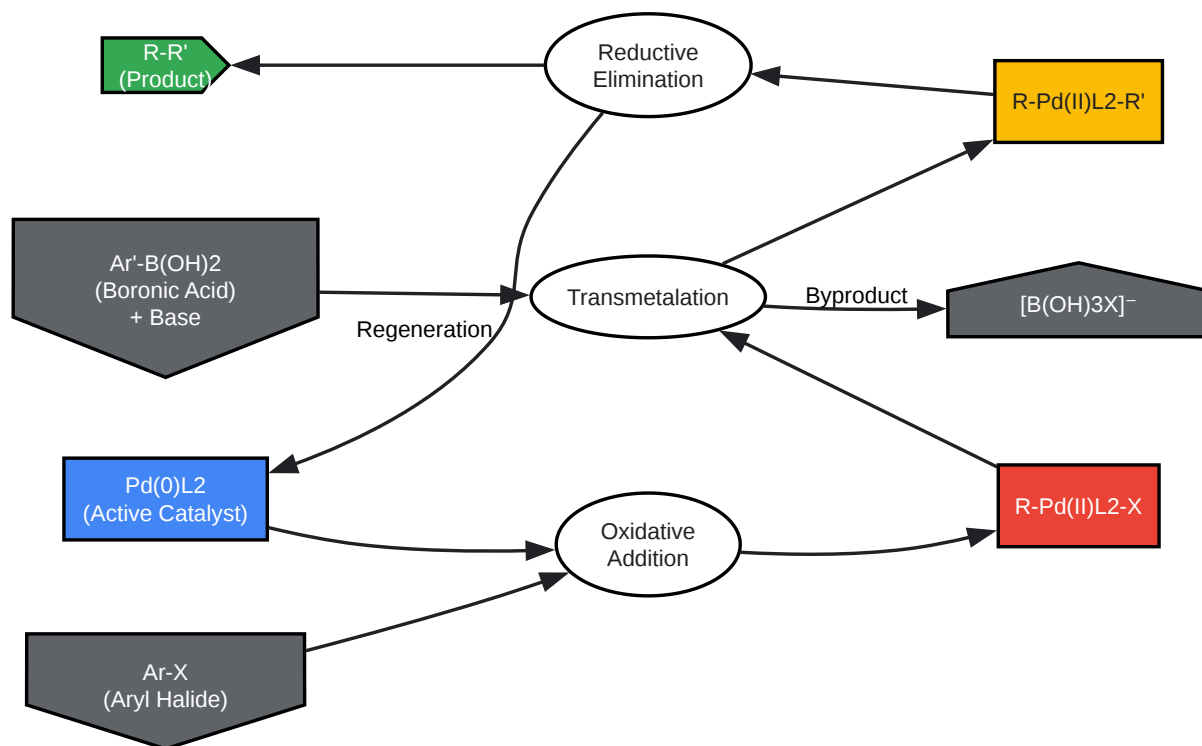 Reductive
Elimination
R-R'
(Product)
R-Pd(II)L2-R'
Ar'-B(OH)2
(Boronic Acid)
+ Base
Transmetalation
Byproduct
[B(OH)3X]⁻
Regeneration
Pd(0)L2
(Active Catalyst)
Oxidative
Addition
R-Pd(II)L2-X
Ar-X
(Aryl Halide)